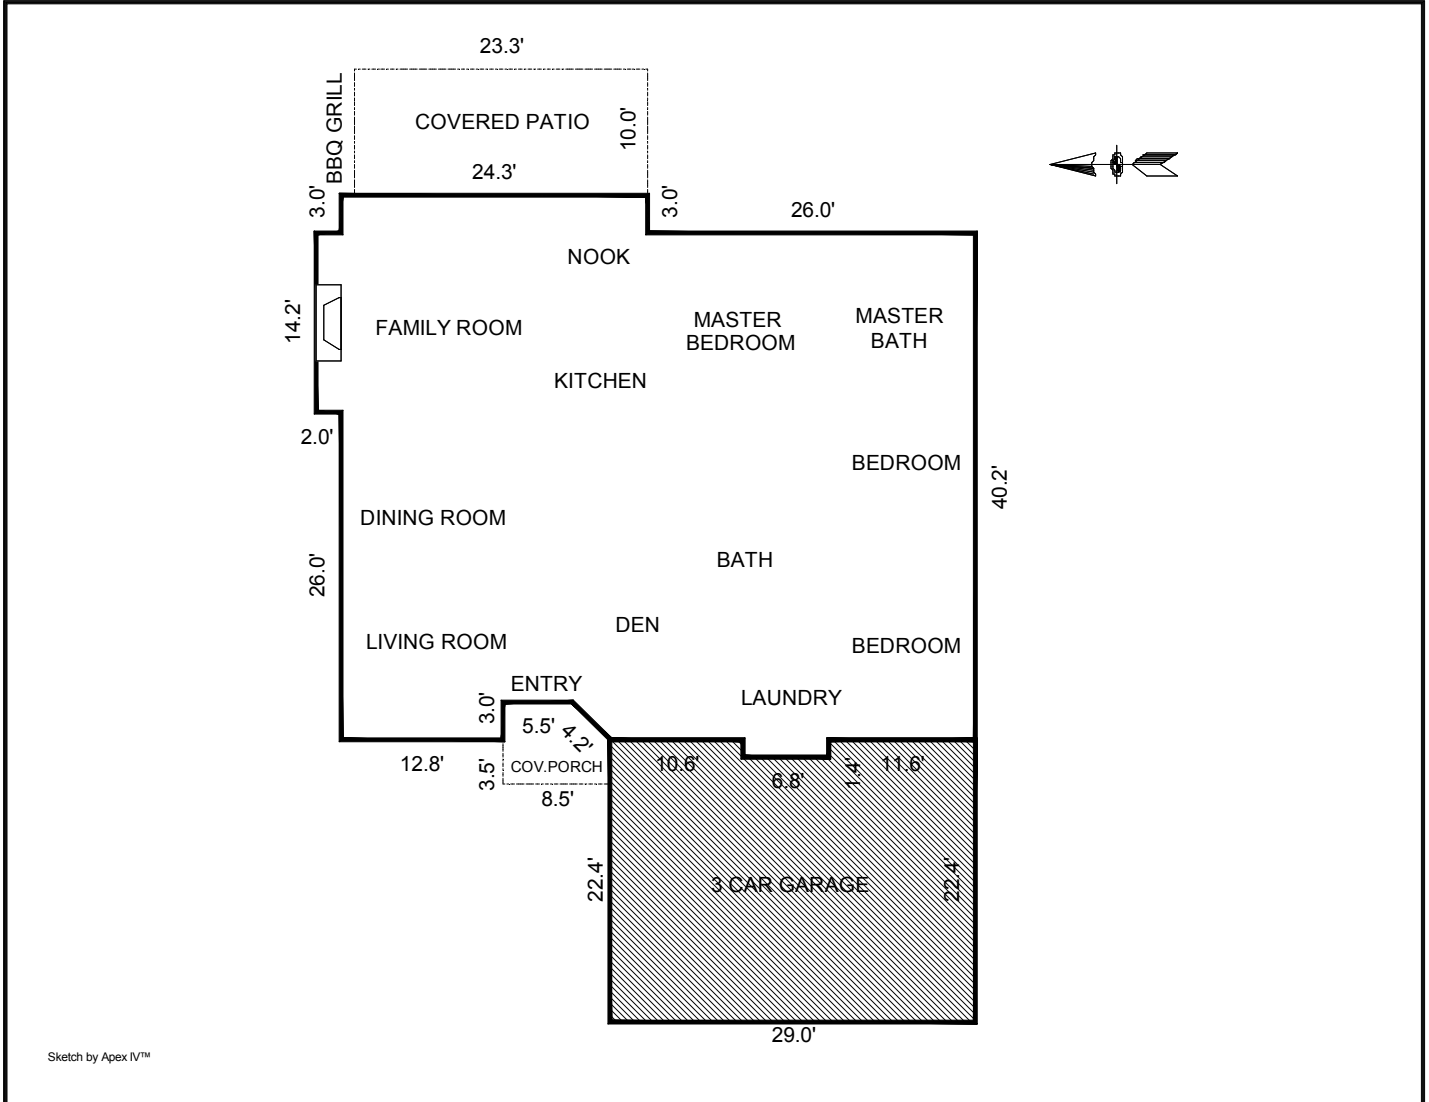 23.3'
BBQ GRILL
COVERED PATIO
10.0'
24.3'
3.0'
3.0'
26.0'
NOOK
14.2'
FAMILY ROOM
MASTER
BEDROOM
MASTER
BATH
KITCHEN
2.0'
BEDROOM
40.2'
DINING ROOM
26.0'
BATH
DEN
LIVING ROOM
BEDROOM
ENTRY
LAUNDRY
3.0'
5.5'
4.2'
12.8'
3.5'
COV.PORCH
8.5'
10.6'
6.8'
1.4'
11.6'
22.4'
3 CAR GARAGE
22.4'
29.0'
Sketch by Apex IV™